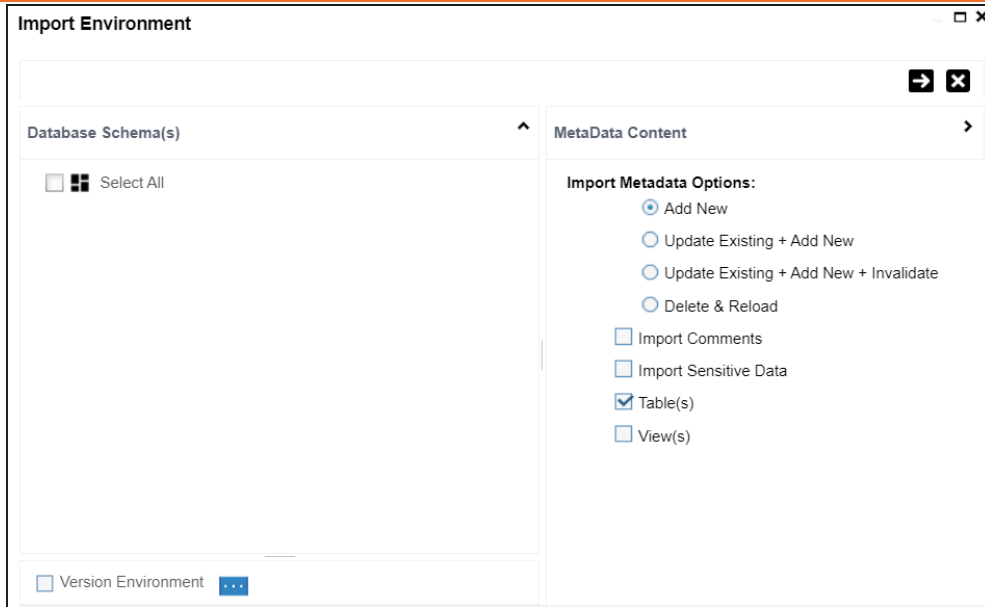 Import Environment
Database Schema(s)
Select All
Version Environment
MetaData Content
Import Metadata Options:
Add New
Update Existing + Add New
Update Existing + Add New + Invalidate
Delete & Reload
Import Comments
Import Sensitive Data
Table(s)
View(s)